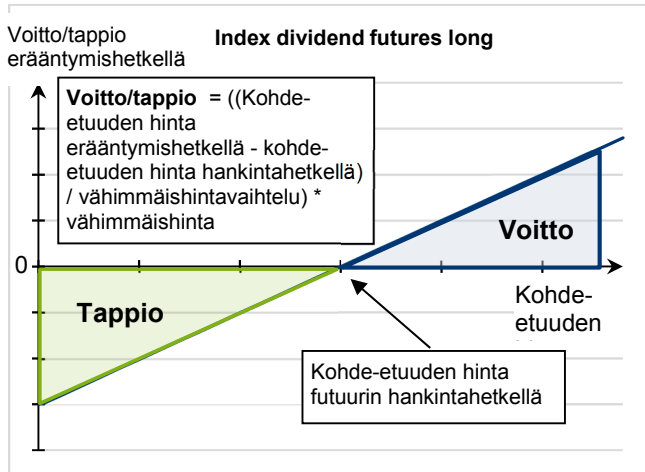 Voitto/tappio
erääntymishetkellä
Index dividend futures long
Voitto/tappio = ((Kohde-
etuuden hinta
erääntymishetkellä - kohde-
etuuden hinta hankintahetkellä)
/ vähimmäishintavaihtelu) *
vähimmäishinta
Voitto
0
Tappio
Kohde-
etuuden
Kohde-etuuden hinta
futuurin hankintahetkellä